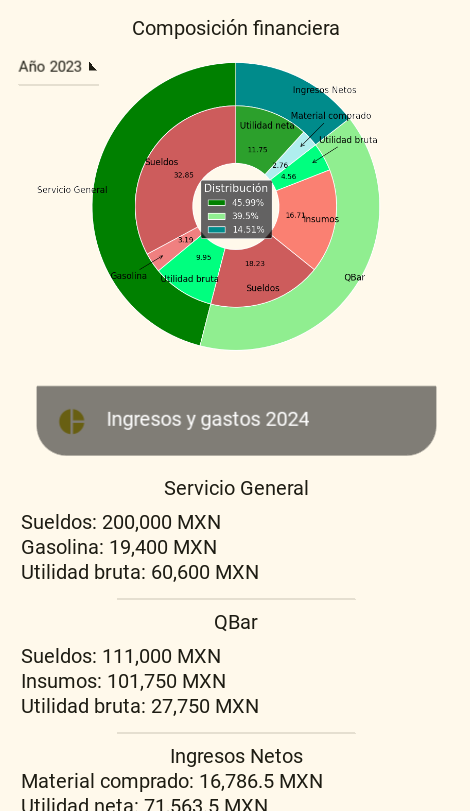 Composición financiera
Año 2023
Ingresos Netos
Material comprado
Utilidad neta
Utilidad bruta
11.75
2.76
4.56
Sueldos
32.85
Distribución
45.99%
39.5%
14.51%
Servicio General
16.71
Insumos
3.19
Gasolina
9.95
Utilidad bruta
18.23
Sueldos
QBar
Ingresos y gastos 2024
Servicio General
Sueldos: 200,000 MXN
Gasolina: 19,400 MXN
Utilidad bruta: 60,600 MXN
QBar
Sueldos: 111,000 MXN
Insumos: 101,750 MXN
Utilidad bruta: 27,750 MXN
Ingresos Netos
Material comprado: 16,786.5 MXN
Utilidad neta: 71,563.5 MXN